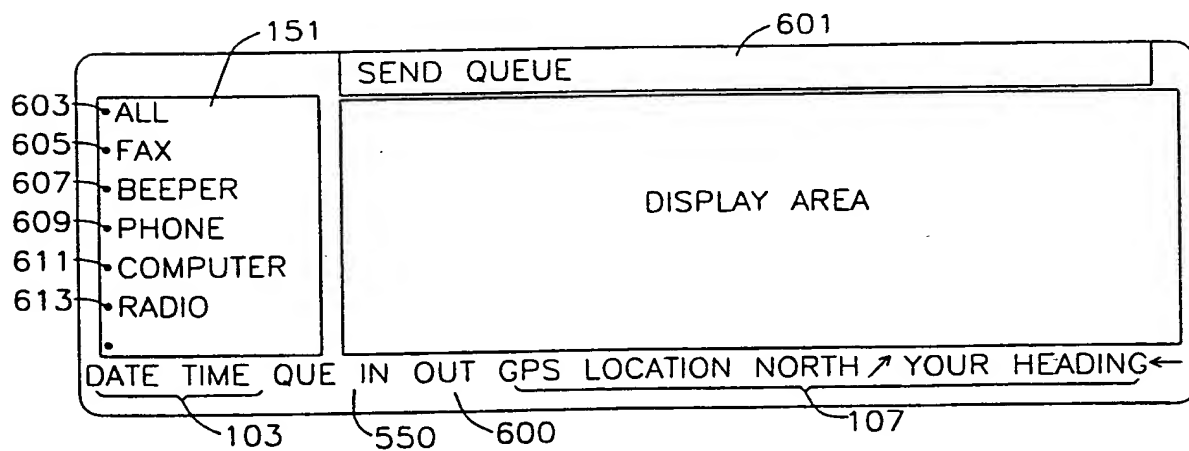 151
601
SEND QUEUE
603 • ALL
605 • FAX
607 • BEEPER
609 • PHONE
611 • COMPUTER
613 • RADIO
•
DISPLAY AREA
DATE TIME QUE IN OUT GPS LOCATION NORTH ↗ YOUR HEADING ←
103
550
600
107